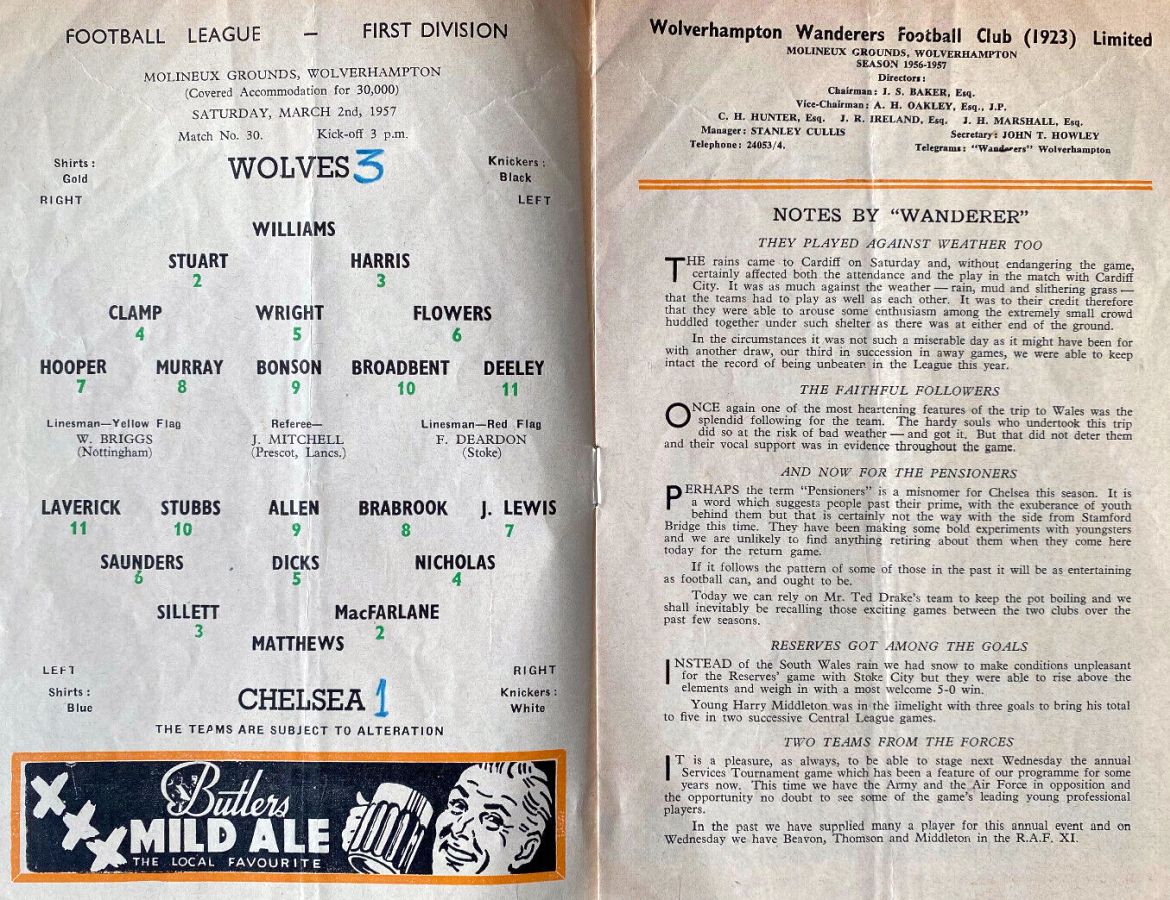 FOOTBALL LEAGUE — FIRST DIVISION
MOLINEUX GROUNDS, WOLVERHAMPTON
(Covered Accommodation for 30,000)
SATURDAY, MARCH 2nd, 1957
Match No. 30. Kick-off 3 p.m.
Shirts: Gold
WOLVES 3
Knickers: Black
RIGHT LEFT
WILLIAMS
STUART HARRIS
2 3
CLAMP WRIGHT FLOWERS
4 5 6
HOOPER MURRAY BONSON BROADBENT DEELEY
7 8 9 10 11
Linesman—Yellow Flag Referee— Linesman—Red Flag
W. BRIGGS J. MITCHELL F. DEARDON
(Nottingham) (Prescot, Lancs.) (Stoke)
LAVERICK STUBBS ALLEN BRABROOK J. LEWIS
11 10 9 8 7
SAUNDERS DICKS NICHOLAS
6 5 4
SILLETT MacFARLANE
3 2
MATTHEWS
LEFT RIGHT
Shirts: Blue
CHELSEA 1
Knickers: White
THE TEAMS ARE SUBJECT TO ALTERATION
XXX
Butlers
MILD ALE
THE LOCAL FAVOURITE
Wolverhampton Wanderers Football Club (1923) Limited
MOLINEUX GROUNDS, WOLVERHAMPTON
SEASON 1956-1957
Directors:
Chairman: J. S. BAKER, Esq.
Vice-Chairman: A. H. OAKLEY, Esq., J.P.
C. H. HUNTER, Esq. J. R. IRELAND, Esq. J. H. MARSHALL, Esq.
Manager: STANLEY CULLIS Secretary: JOHN T. HOWLEY
Telephone: 24053/4. Telegrams: "Wanderers" Wolverhampton
NOTES BY "WANDERER"
THEY PLAYED AGAINST WEATHER TOO
THE rains came to Cardiff on Saturday and, without endangering the game,
certainly affected both the attendance and the play in the match with Cardiff
City. It was as much against the weather — rain, mud and slithering grass —
that the teams had to play as well as each other. It was to their credit therefore
that they were able to arouse some enthusiasm among the extremely small crowd
huddled together under such shelter as there was at either end of the ground.
In the circumstances it was not such a miserable day as it might have been for
with another draw, our third in succession in away games, we were able to keep
intact the record of being unbeaten in the League this year.
THE FAITHFUL FOLLOWERS
ONCE again one of the most heartening features of the trip to Wales was the
splendid following for the team. The hardy souls who undertook this trip
did so at the risk of bad weather — and got it. But that did not deter them
and their vocal support was in evidence throughout the game.
AND NOW FOR THE PENSIONERS
PERHAPS the term "Pensioners" is a misnomer for Chelsea this season. It is
a word which suggests people past their prime, with the exuberance of youth
behind them but that is certainly not the way with the side from Stamford
Bridge this time. They have been making some bold experiments with youngsters
and we are unlikely to find anything retiring about them when they come here
today for the return game.
If it follows the pattern of some of those in the past it will be as entertaining
as football can, and ought to be.
Today we can rely on Mr. Ted Drake's team to keep the pot boiling and we
shall inevitably be recalling those exciting games between the two clubs over the
past few seasons.
RESERVES GOT AMONG THE GOALS
INSTEAD of the South Wales rain we had snow to make conditions unpleasant
for the Reserves' game with Stoke City but they were able to rise above the
elements and weigh in with a most welcome 5-0 win.
Young Harry Middleton was in the limelight with three goals to bring his total
to five in two successive Central League games.
TWO TEAMS FROM THE FORCES
IT is a pleasure, as always, to be able to stage next Wednesday the annual
Services Tournament game which has been a feature of our programme for some
years now. This time we have the Army and the Air Force in opposition and
the opportunity no doubt to see some of the game's leading young professional
players.
In the past we have supplied many a player for this annual event and on
Wednesday we have Beavon, Thomson and Middleton in the R.A.F. XI.